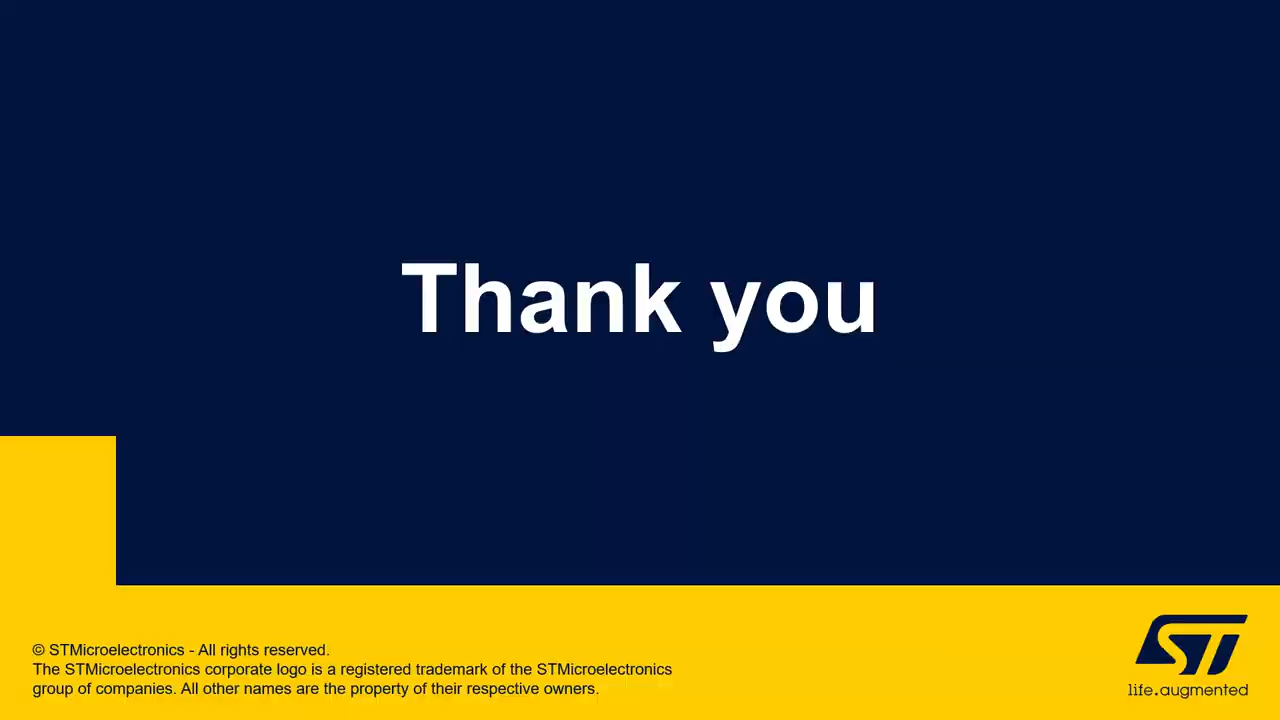 Thank you
© STMicroelectronics - All rights reserved.
The STMicroelectronics corporate logo is a registered trademark of the STMicroelectronics
group of companies. All other names are the property of their respective owners.
ST
life.augmented